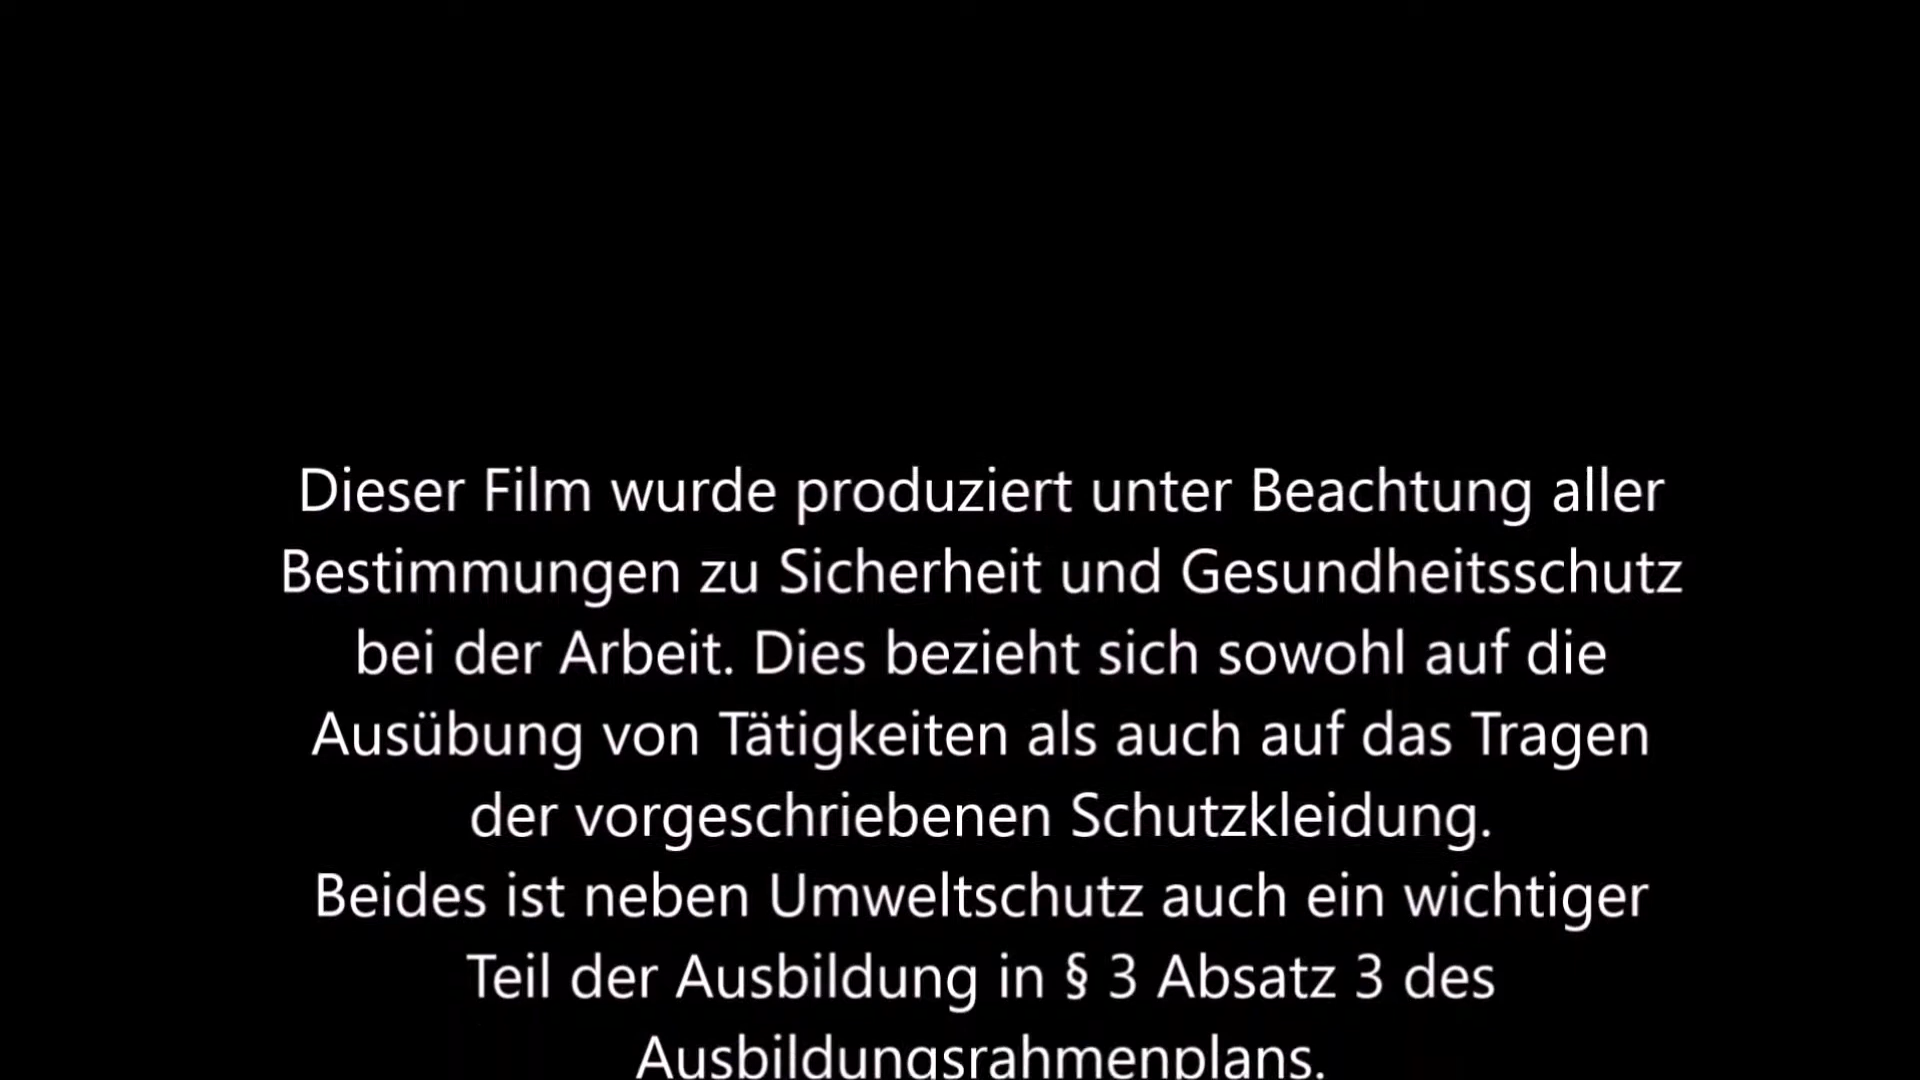 Dieser Film wurde produziert unter Beachtung aller
Bestimmungen zu Sicherheit und Gesundheitsschutz
bei der Arbeit. Dies bezieht sich sowohl auf die
Ausübung von Tätigkeiten als auch auf das Tragen
der vorgeschriebenen Schutzkleidung.
Beides ist neben Umweltschutz auch ein wichtiger
Teil der Ausbildung in § 3 Absatz 3 des
Ausbildungsrahmenplans.